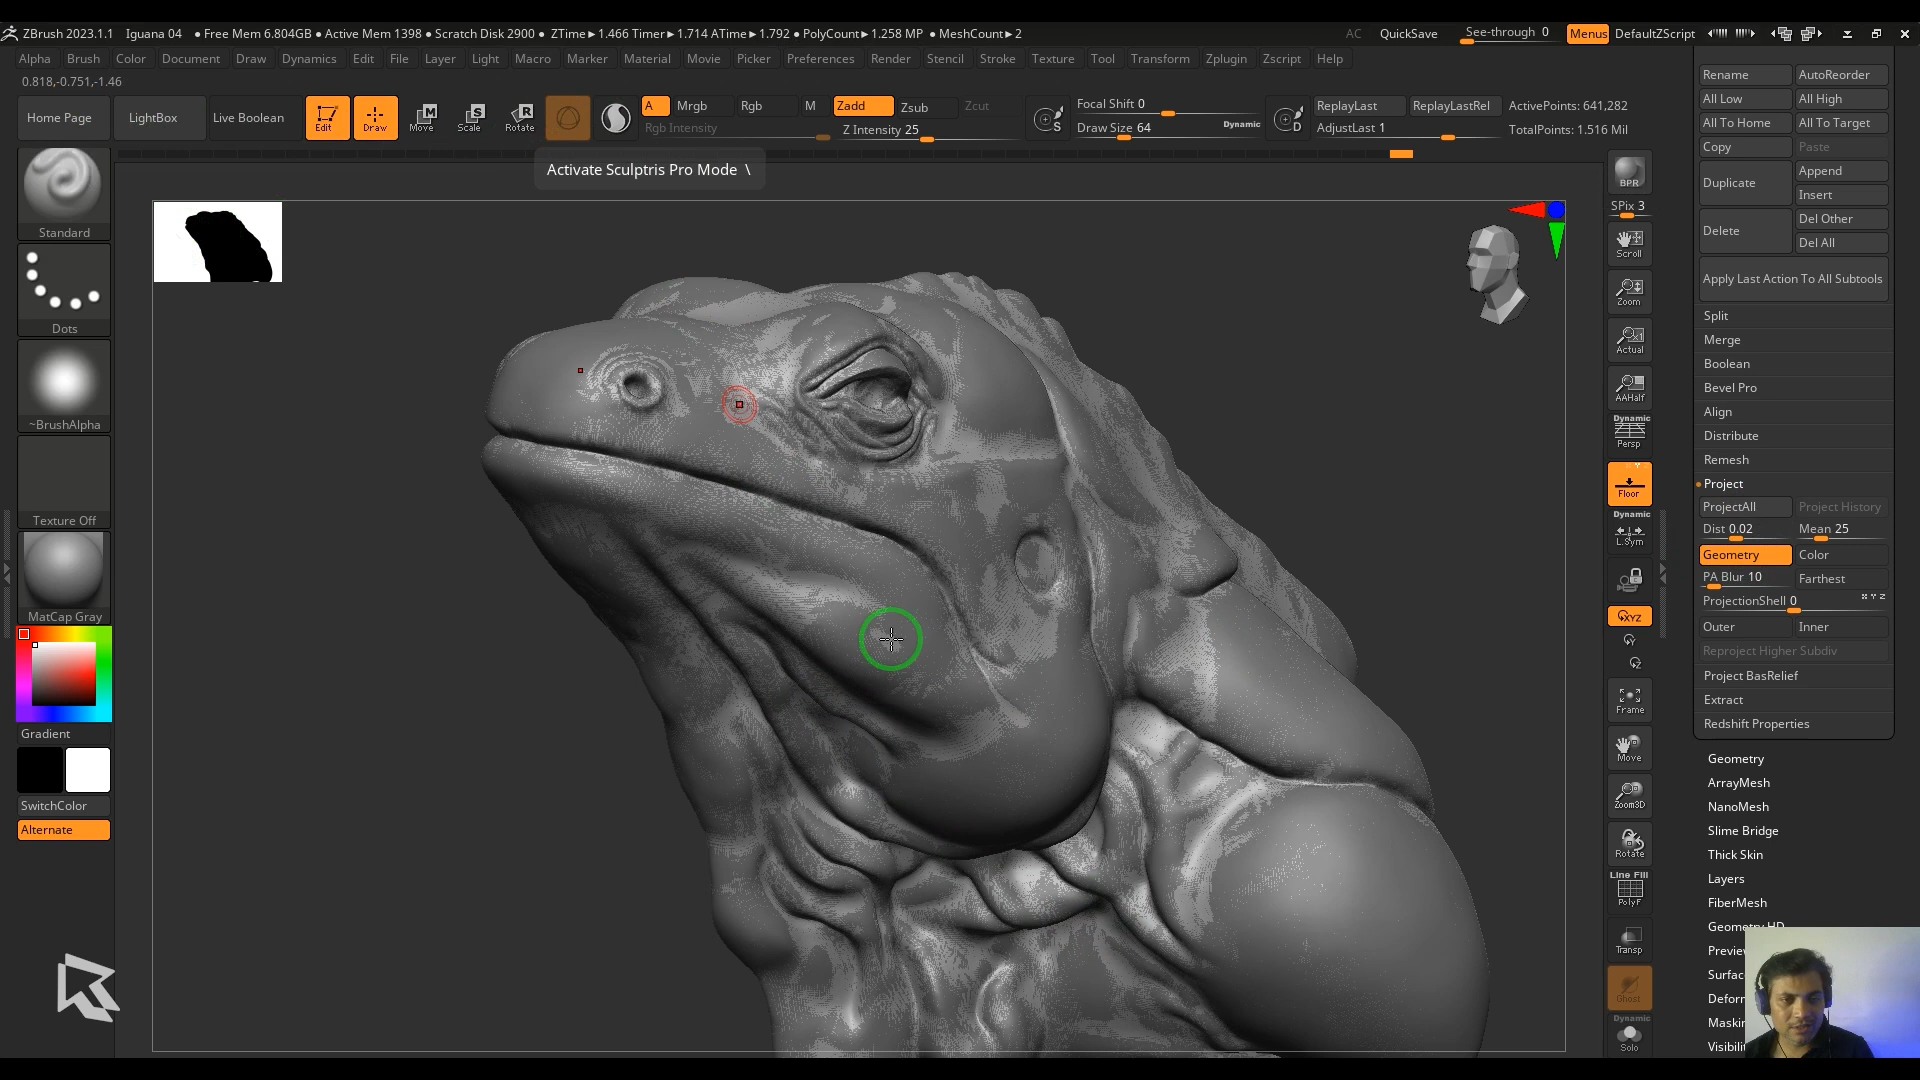 ZBrush 2023.1.1 Iguana 04 ● Free Mem 6.804GB ● Active Mem 1398 ● Scratch Disk 2900 ● ZTime►1.466 Timer►1.714 ATime►1.792 ● PolyCount►1.258 MP ● MeshCount►2 AC QuickSave See-through 0 Menus DefaultZScript
Alpha Brush Color Document Draw Dynamics Edit File Layer Light Macro Marker Material Movie Picker Preferences Render Stencil Stroke Texture Tool Transform Zplugin Zscript Help
0.818,-0.751,-1.46
Home Page LightBox Live Boolean Edit Draw Move Scale Rotate
A Mrgb Rgb M Zadd Zsub Zcut
Rgb Intensity Z Intensity 25
S Focal Shift 0
Draw Size 64 Dynamic
D ReplayLast ReplayLastRel ActivePoints: 641,282
AdjustLast 1 TotalPoints: 1.516 Mil
Activate Sculptris Pro Mode \
Standard
Dots
~BrushAlpha
Texture Off
MatCap Gray
Gradient
SwitchColor
Alternate
BPR
SPix 3
Scroll
Zoom
Actual
AAHalf
Dynamic
Persp
Floor
Dynamic
L.Sym
XYZ
Y
Z
Frame
Move
Zoom3D
Rotate
Line Fill
PolyF
Transp
Ghost
Dynamic
Solo
Rename AutoReorder
All Low All High
All To Home All To Target
Copy Paste
Duplicate Append
Insert
Delete Del Other
Del All
Apply Last Action To All Subtools
Split
Merge
Boolean
Bevel Pro
Align
Distribute
Remesh
Project
ProjectAll Project History
Dist 0.02 Mean 25
Geometry Color
PA Blur 10 Farthest
ProjectionShell 0 X Y Z
Outer Inner
Reproject Higher Subdiv
Project BasRelief
Extract
Redshift Properties
Geometry
ArrayMesh
NanoMesh
Slime Bridge
Thick Skin
Layers
FiberMesh
Geometry HD
Previe
Surfac
Defor
Maskin
Visibili